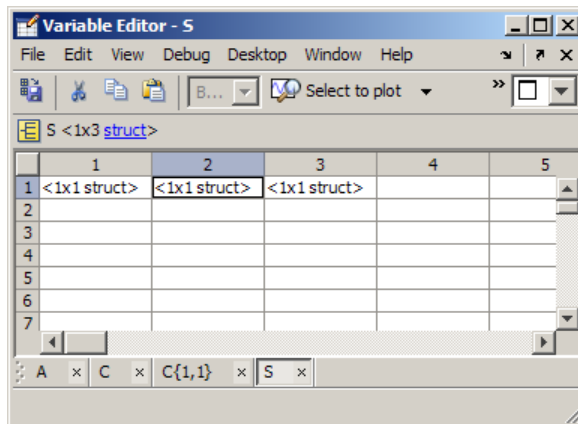 Variable Editor - S
File Edit View Debug Desktop Window Help
B... Select to plot »
S <1x3 struct>
1 2 3 4 5
1 <1x1 struct> <1x1 struct> <1x1 struct>
2
3
4
5
6
7
A × C × C{1,1} × S ×